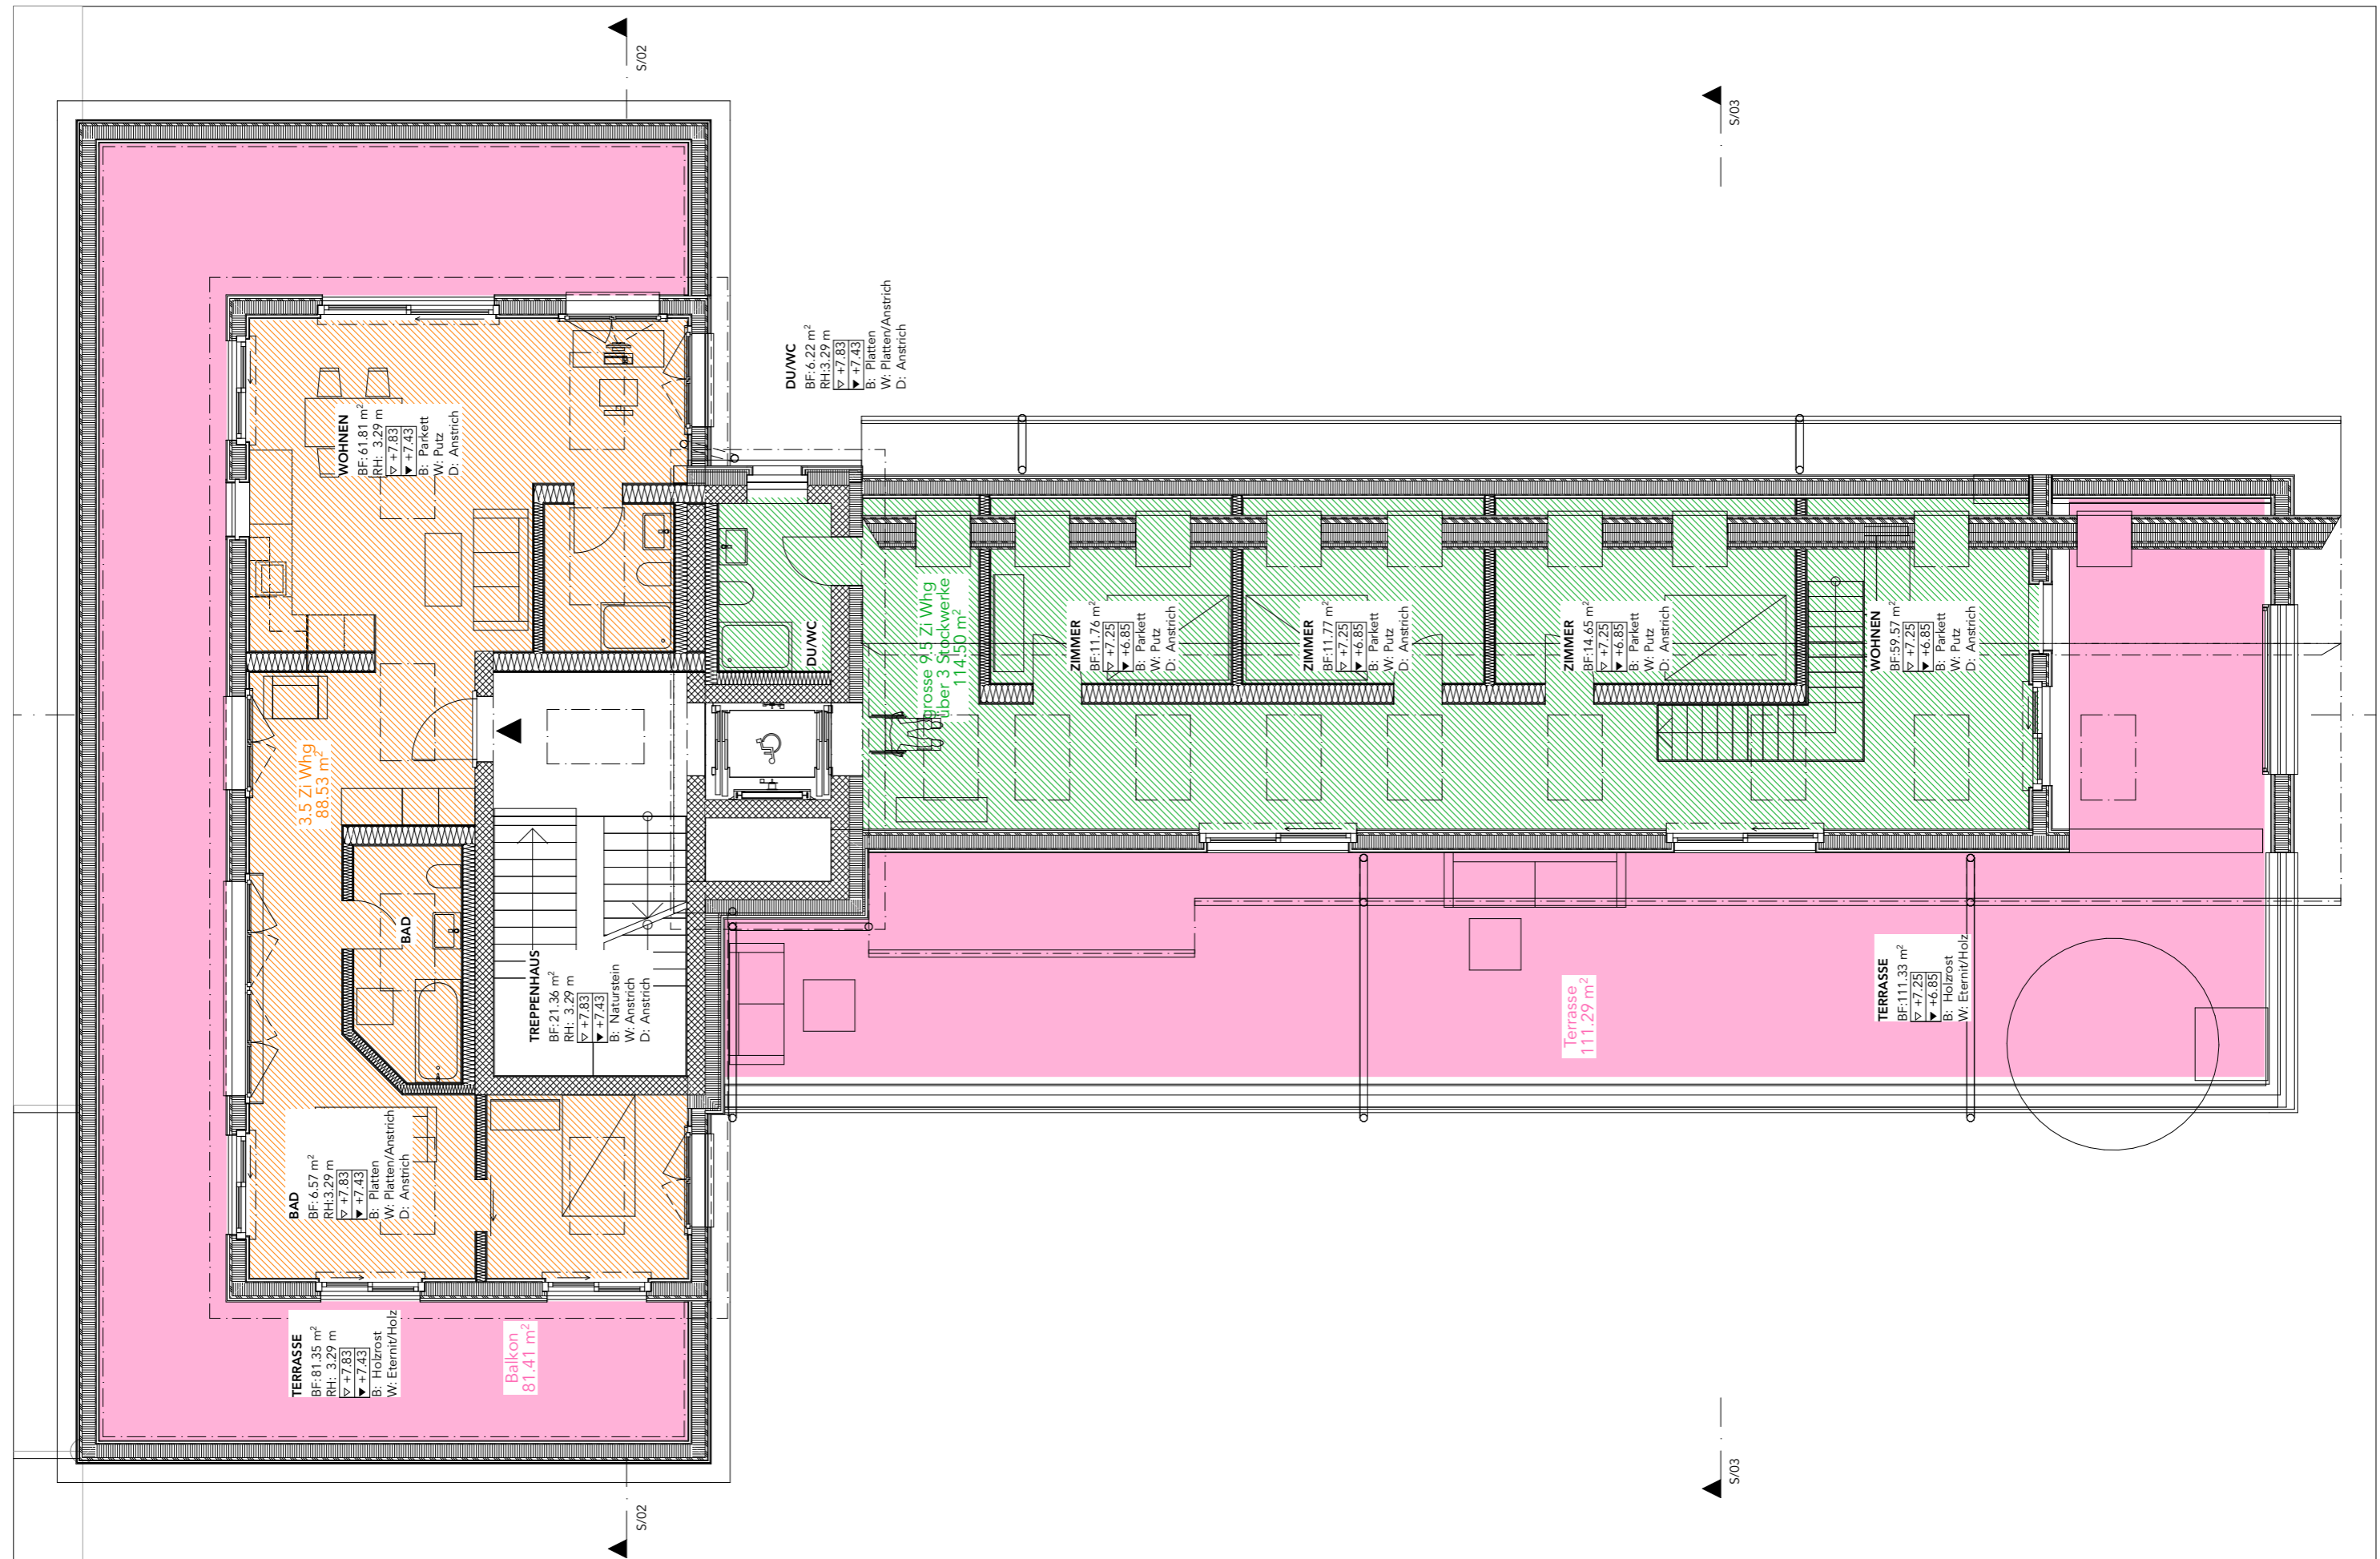 S/02
S/03
DU/WC
BF: 6.22 m²
RH:3.29 m
▽ +7.83
▼ +7.43
B: Platten
W: Platten/Anstrich
D: Anstrich
WOHNEN
BF: 61.81 m²
RH: 3.29 m
▽ +7.83
▼ +7.43
B: Parkett
W: Putz
D: Anstrich
3.5 Zi Whg
88.53 m²
DU/WC
grosse 9.5 Zi Whg
über 3 Stockwerke
114.50 m²
ZIMMER
BF:11.76 m²
▽ +7.25
▼ +6.85
B: Parkett
W: Putz
D: Anstrich
ZIMMER
BF:11.77 m²
▽ +7.25
▼ +6.85
B: Parkett
W: Putz
D: Anstrich
ZIMMER
BF:14.65 m²
▽ +7.25
▼ +6.85
B: Parkett
W: Putz
D: Anstrich
WOHNEN
BF:59.57 m²
▽ +7.25
▼ +6.85
B: Parkett
W: Putz
D: Anstrich
BAD
TREPPENHAUS
BF:21.36 m²
RH: 3.29 m
▽ +7.83
▼ +7.43
B: Naturstein
W: Anstrich
D: Anstrich
Terrasse
111.29 m²
TERRASSE
BF:111.33 m²
▽ +7.25
▼ +6.85
B: Holzrost
W: Eternit/Holz
BAD
BF: 6.57 m²
RH:3.29 m
▽ +7.83
▼ +7.43
B: Platten
W: Platten/Anstrich
D: Anstrich
TERRASSE
BF: 81.35 m²
RH: 3.29 m
▽ +7.83
▼ +7.43
B: Holzrost
W: Eternit/Holz
Balkon
81.41 m²
S/02
S/03